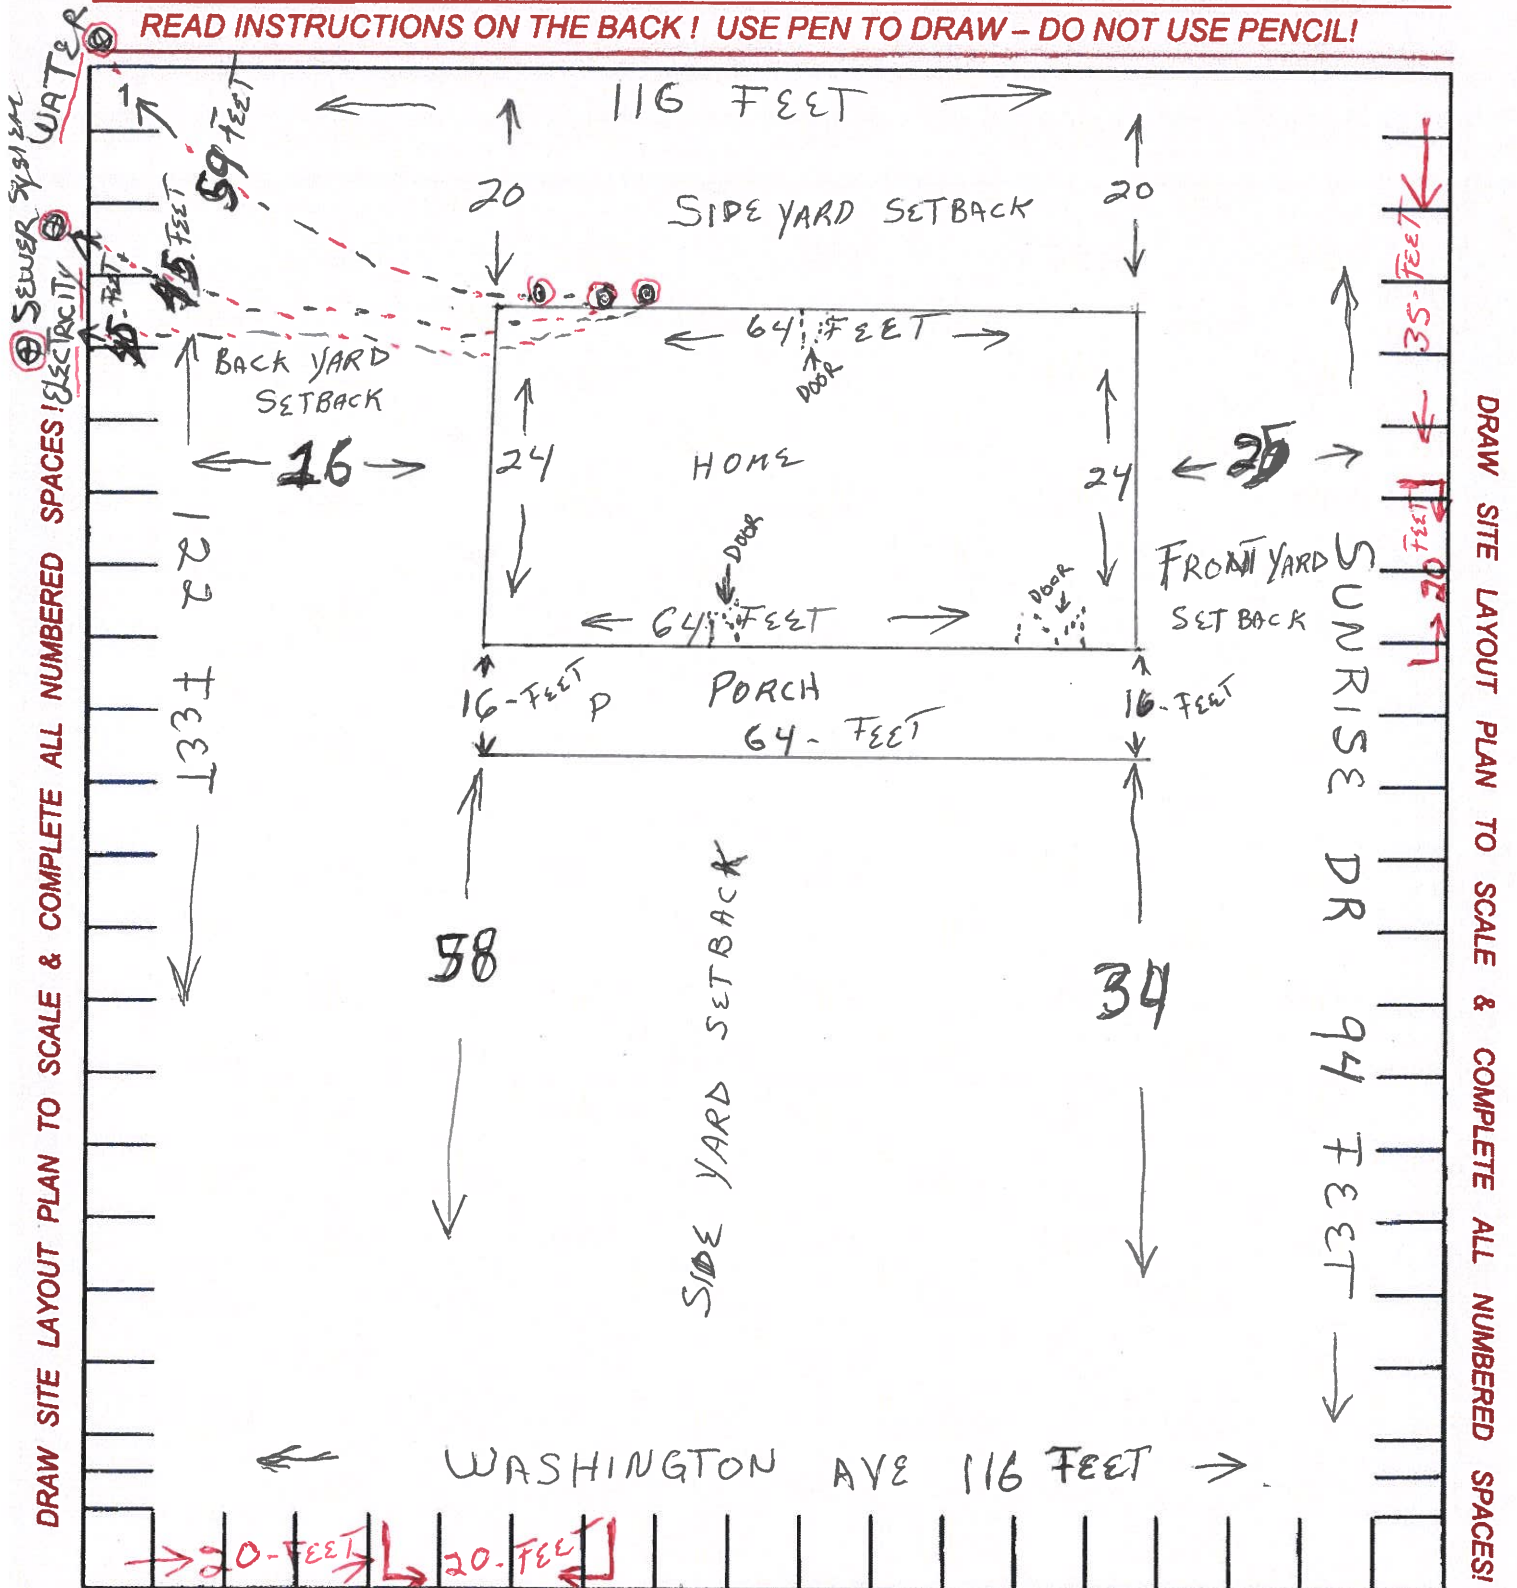 READ INSTRUCTIONS ON THE BACK ! USE PEN TO DRAW – DO NOT USE PENCIL!
WATER
SEWER SYSTEM
ELECTRICITY
1
59 FEET
45 FEET
FEET
116 FEET
20
20
SIDE YARD SETBACK
35-FEET
20 FEET
64 FEET
DOOR
BACK YARD
SETBACK
16
24
HOME
24
DOOR
DOOR
64 FEET
FRONT YARD
SETBACK
122 FEET
SUNRISE DR 94 FEET
16-FEET
P
PORCH
64- FEET
16-FEET
58
34
SIDE YARD SETBACK
WASHINGTON AVE 116 FEET
20-FEET
20-FEET
DRAW SITE LAYOUT PLAN TO SCALE & COMPLETE ALL NUMBERED SPACES!
DRAW SITE LAYOUT PLAN TO SCALE & COMPLETE ALL NUMBERED SPACES!